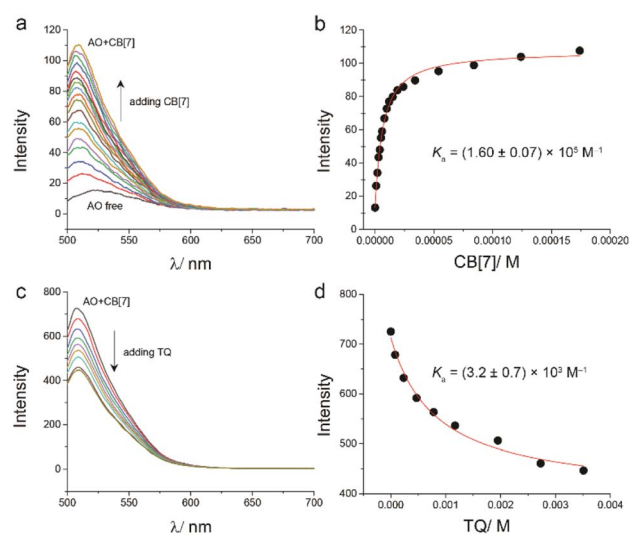 a
120
100
80
60
40
20
0
AO+CB[7]
adding CB[7]
AO free
500 550 600 650 700
λ/ nm
Intensity
b
120
100
80
60
40
20
0
Kₐ = (1.60 ± 0.07) × 10⁵ M⁻¹
0.00000 0.00005 0.00010 0.00015 0.00020
CB[7]/ M
Intensity
c
800
600
400
200
0
AO+CB[7]
adding TQ
500 550 600 650 700
λ/ nm
Intensity
d
800
700
600
500
400
Kₐ = (3.2 ± 0.7) × 10³ M⁻¹
0.000 0.001 0.002 0.003 0.004
TQ/ M
Intensity